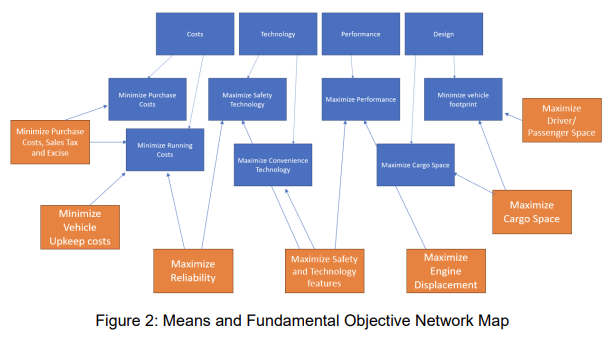 Costs
Technology
Performance
Design
Minimize Purchase
Costs
Maximize Safety
Technology
Maximize Performance
Minimize vehicle
footprint
Maximize
Driver/
Passenger Space
Minimize Purchase
Costs, Sales Tax
and Excise
Minimize Running
Costs
Maximize Convenience
Technology
Maximize Cargo Space
Minimize
Vehicle
Upkeep costs
Maximize
Cargo Space
Maximize
Reliability
Maximize Safety
and Technology
features
Maximize
Engine
Displacement
Figure 2: Means and Fundamental Objective Network Map